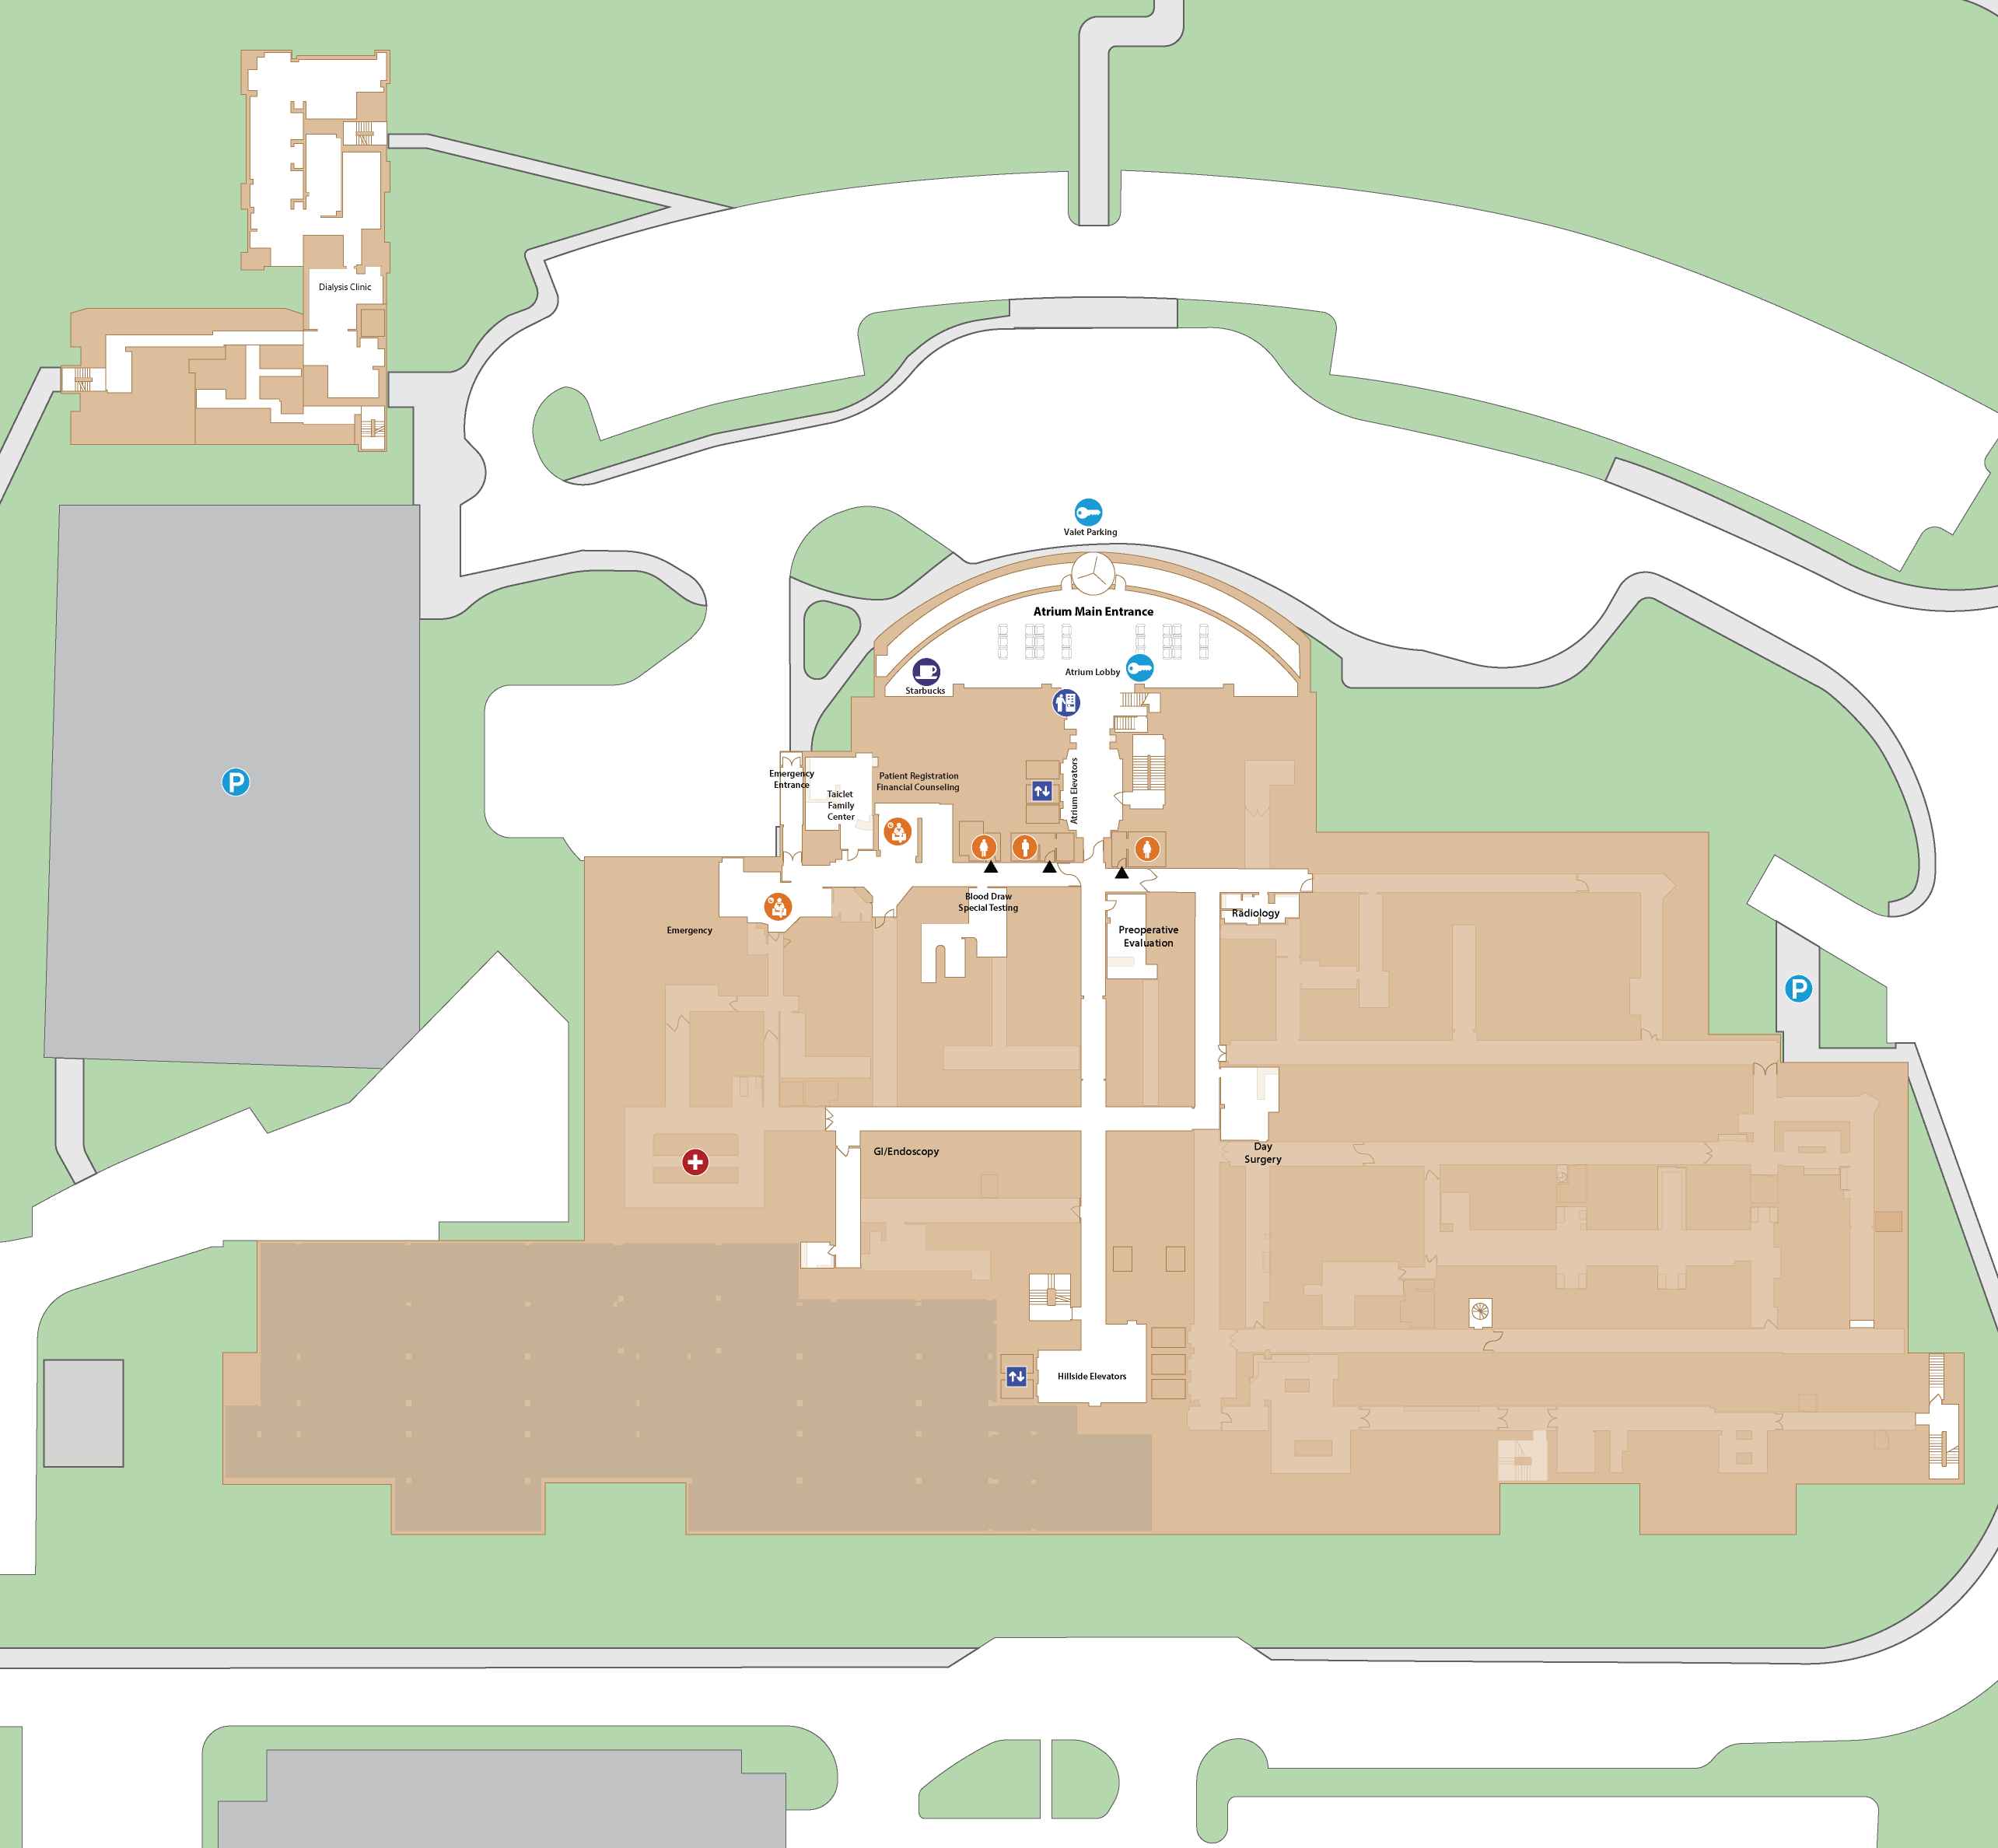 Dialysis Clinic
Valet Parking
Atrium Main Entrance
Atrium Lobby
Starbucks
Emergency
Entrance
Taiclet
Family
Center
Patient Registration
Financial Counseling
Atrium Elevators
P
Blood Draw
Special Testing
Radiology
Emergency
Preoperative
Evaluation
P
GI/Endoscopy
Day
Surgery
Hillside Elevators